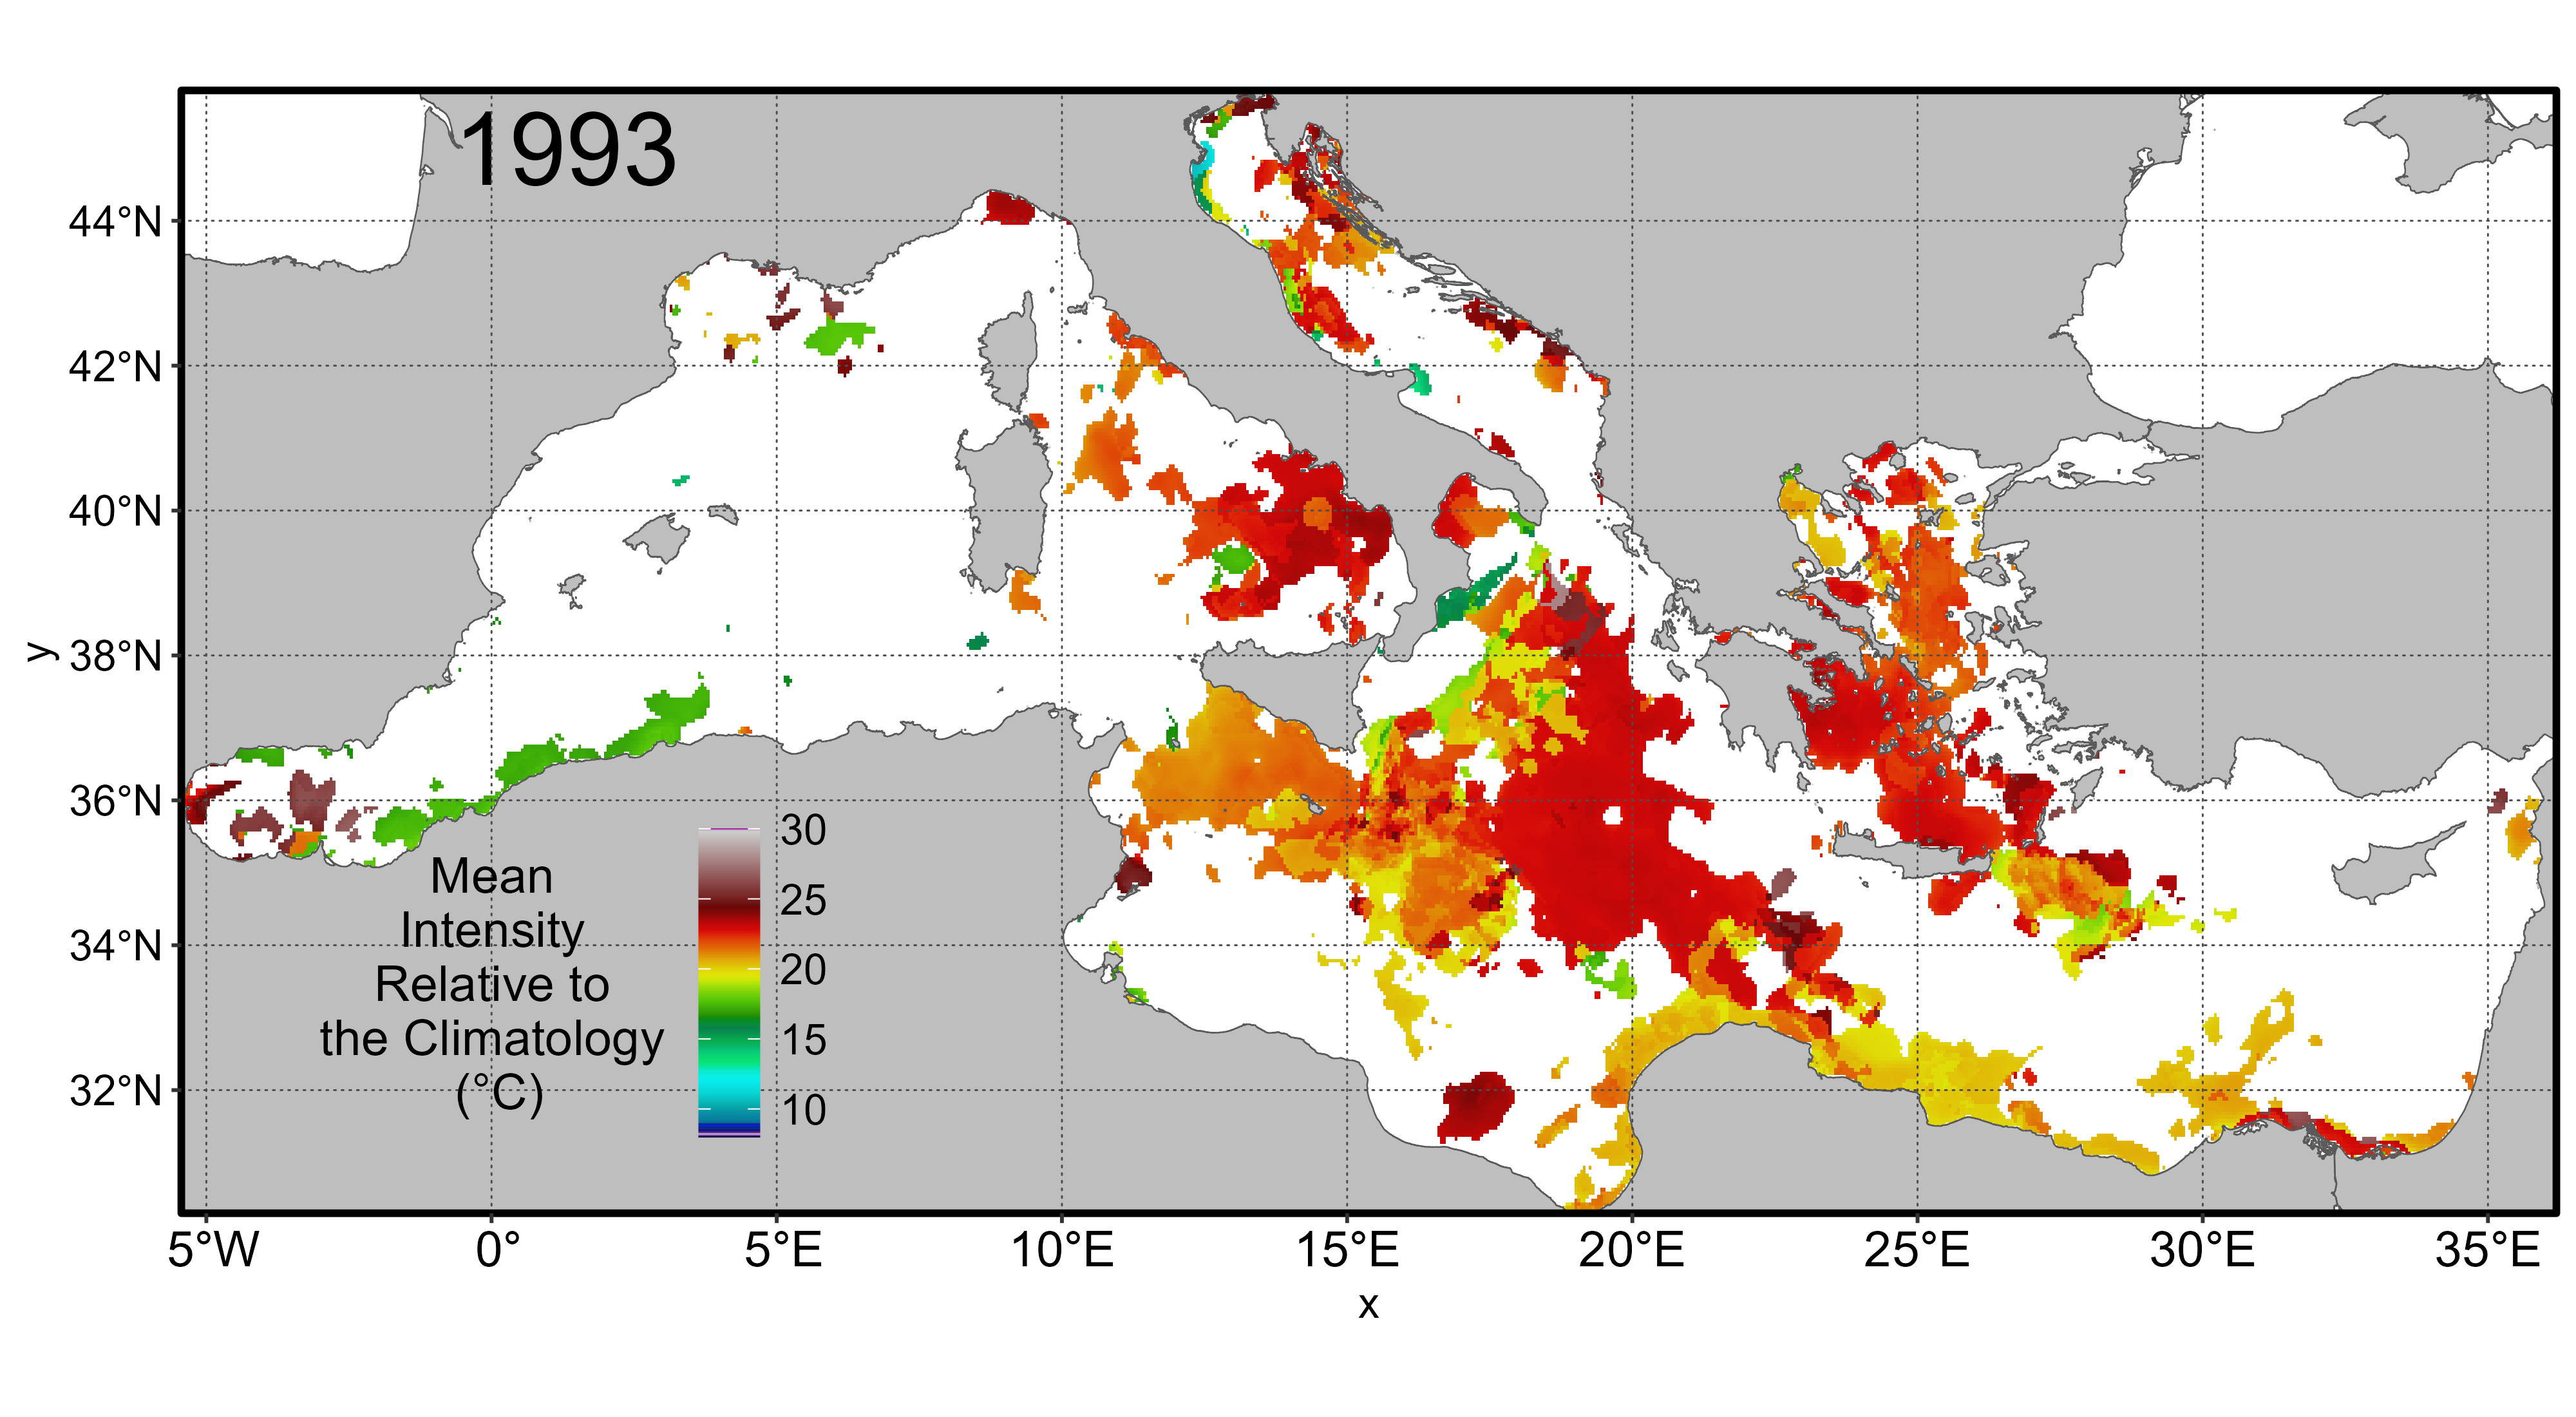 1993
44°N
42°N
40°N
38°N
36°N
34°N
32°N
y
Mean
Intensity
Relative to
the Climatology
(°C)
30
25
20
15
10
5°W 0° 5°E 10°E 15°E 20°E 25°E 30°E 35°E
x